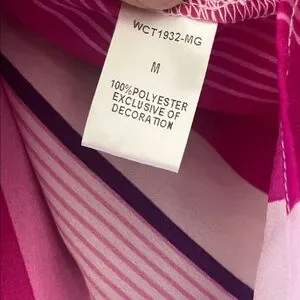 WCT1932-MG
M
100%POLYESTER
EXCLUSIVE OF
DECORATION